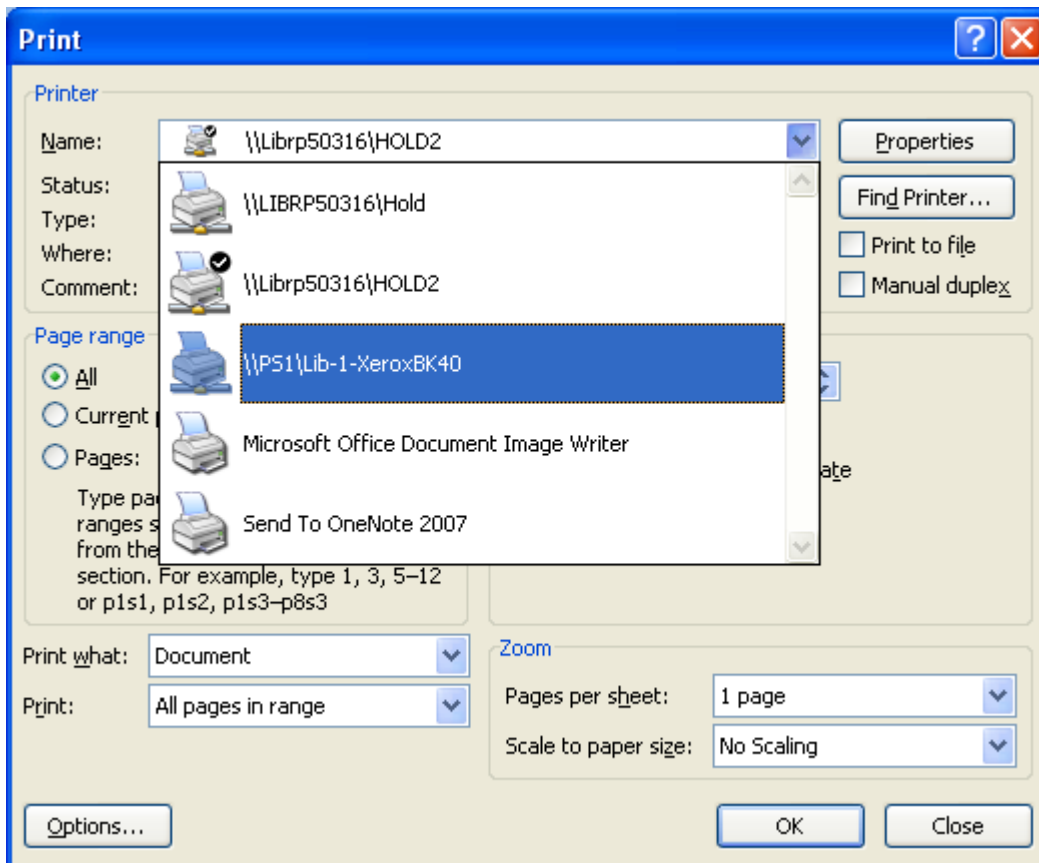 Print
Printer
Name: \\Librp50316\HOLD2 Properties
\\LIBRP50316\Hold
Status: Find Printer...
Type:
Where: Print to file
\\Librp50316\HOLD2
Comment: Manual duplex
Page range
\\PS1\Lib-1-XeroxBK40
All
Current
Microsoft Office Document Image Writer
Pages:
Type
ranges
Send To OneNote 2007
from the
section. For example, type 1, 3, 5–12
or p1s1, p1s2, p1s3–p8s3
Print what: Document
Print: All pages in range
Zoom
Pages per sheet: 1 page
Scale to paper size: No Scaling
Options... OK Close